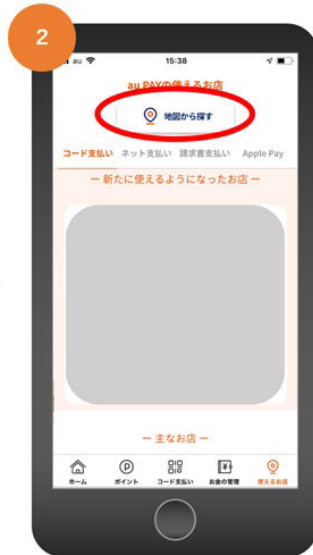 2
au
15:38
au PAYの使えるお店
地図から探す
コード支払い ネット支払い 請求書支払い Apple Pay
ー 新たに使えるようになったお店 ー
ー 主なお店 ー
ホーム ポイント コード支払い お金の管理 使えるお店